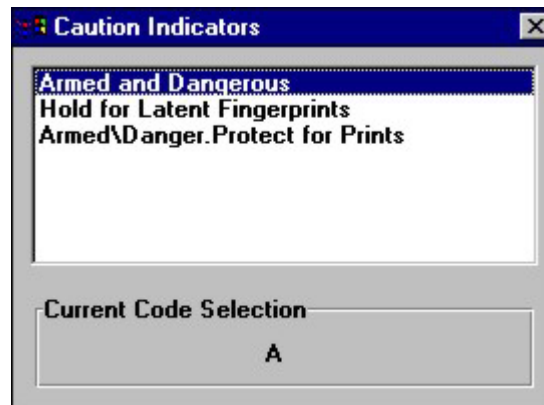 Caution Indicators
Armed and Dangerous
Hold for Latent Fingerprints
Armed\Danger.Protect for Prints
Current Code Selection
A